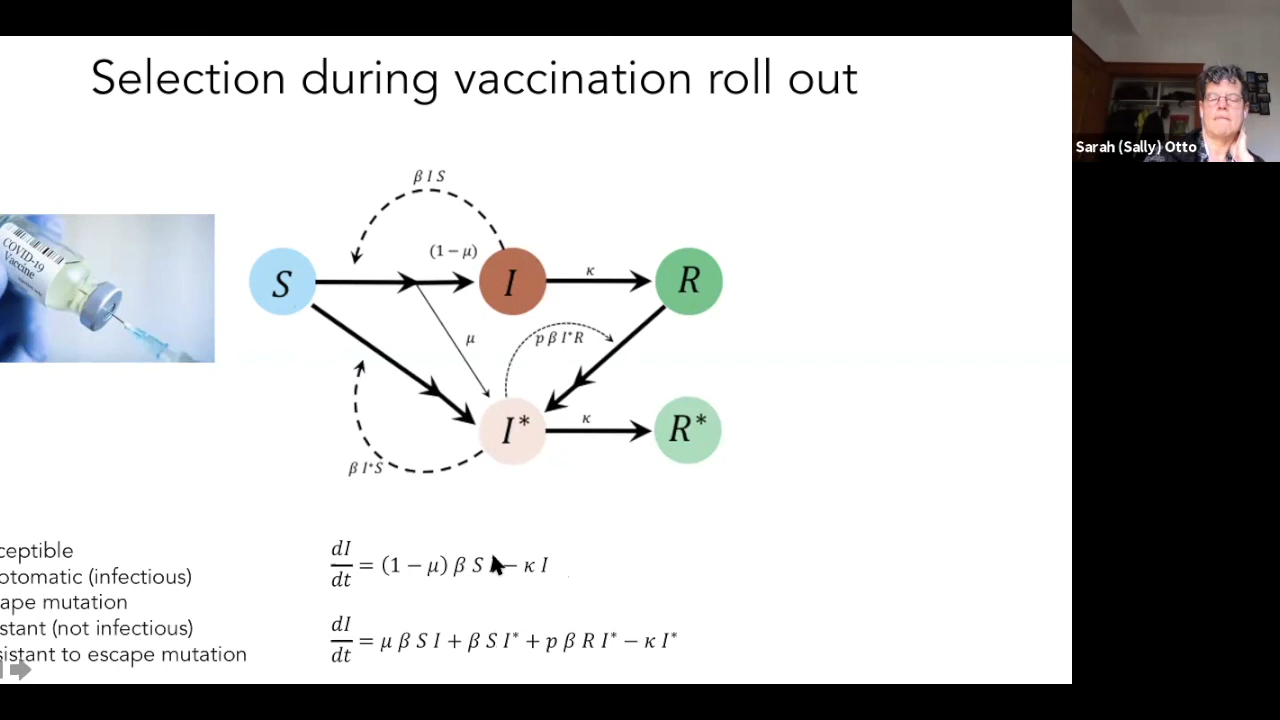 Selection during vaccination roll out
Sarah (Sally) Otto
COVID-19
Vaccine
β I S
(1 − μ)
S
I
κ
R
μ
p β I*R
I*
κ
R*
β I*S
ceptible
otomatic (infectious)
ape mutation
stant (not infectious)
sistant to escape mutation
dI/dt = (1 − μ) β S − κ I
dI/dt = μ β S I + β S I* + p β R I* − κ I*